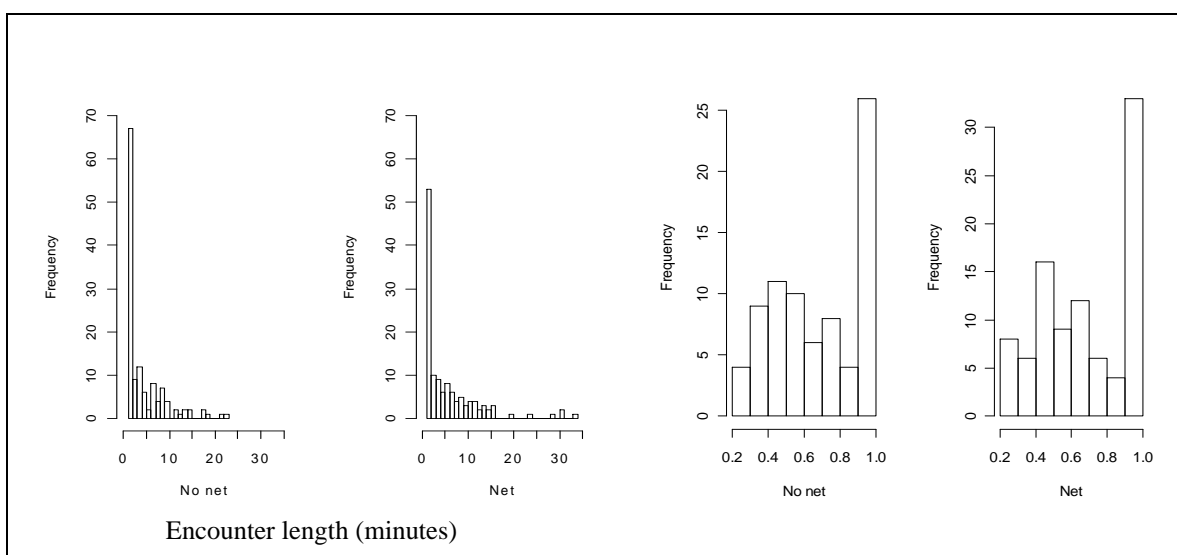 Frequency
0 10 20 30 40 50 60 70
0 10 20 30
No net
Frequency
0 10 20 30 40 50 60 70
0 10 20 30
Net
Frequency
0 5 10 15 20 25
0.2 0.4 0.6 0.8 1.0
No net
Frequency
0 5 10 15 20 25 30
0.2 0.4 0.6 0.8 1.0
Net
Encounter length (minutes)